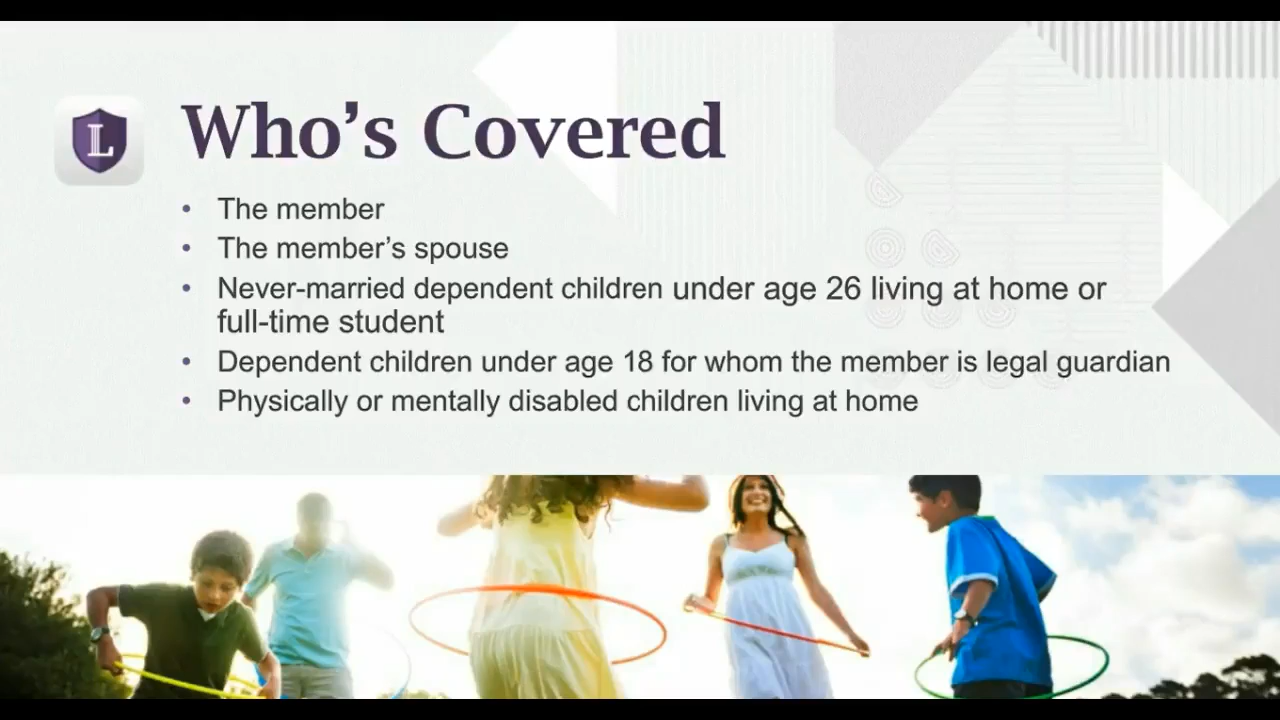 L
Who's Covered
• The member
• The member's spouse
• Never-married dependent children under age 26 living at home or
full-time student
• Dependent children under age 18 for whom the member is legal guardian
• Physically or mentally disabled children living at home